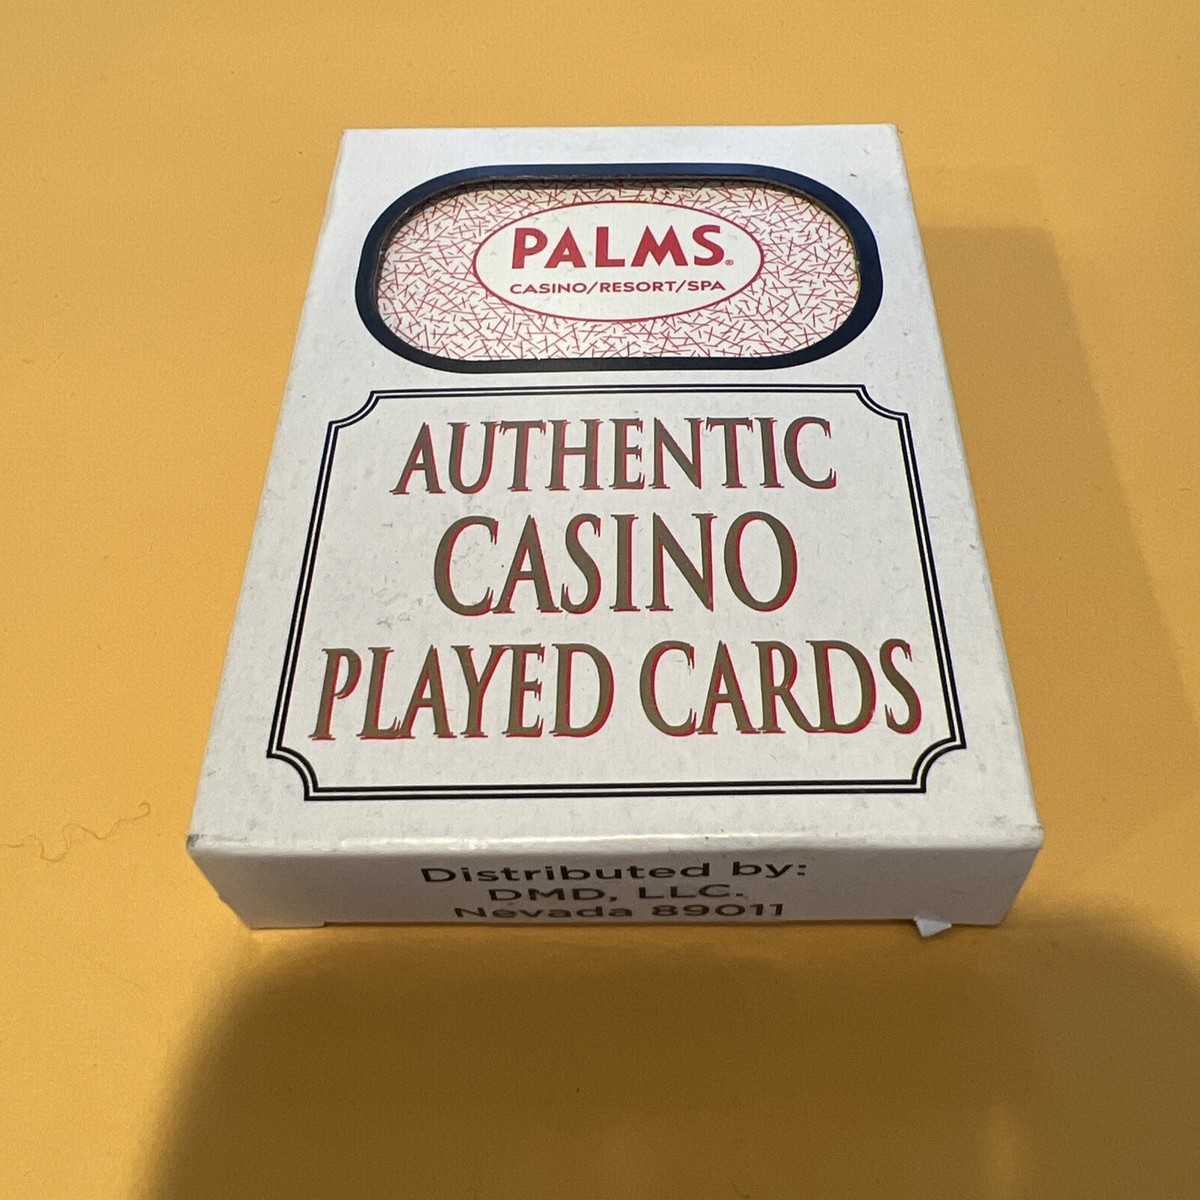 PALMS®
CASINO/RESORT/SPA
AUTHENTIC
CASINO
PLAYED CARDS
Distributed by:
DMD, LLC.
Nevada 89011